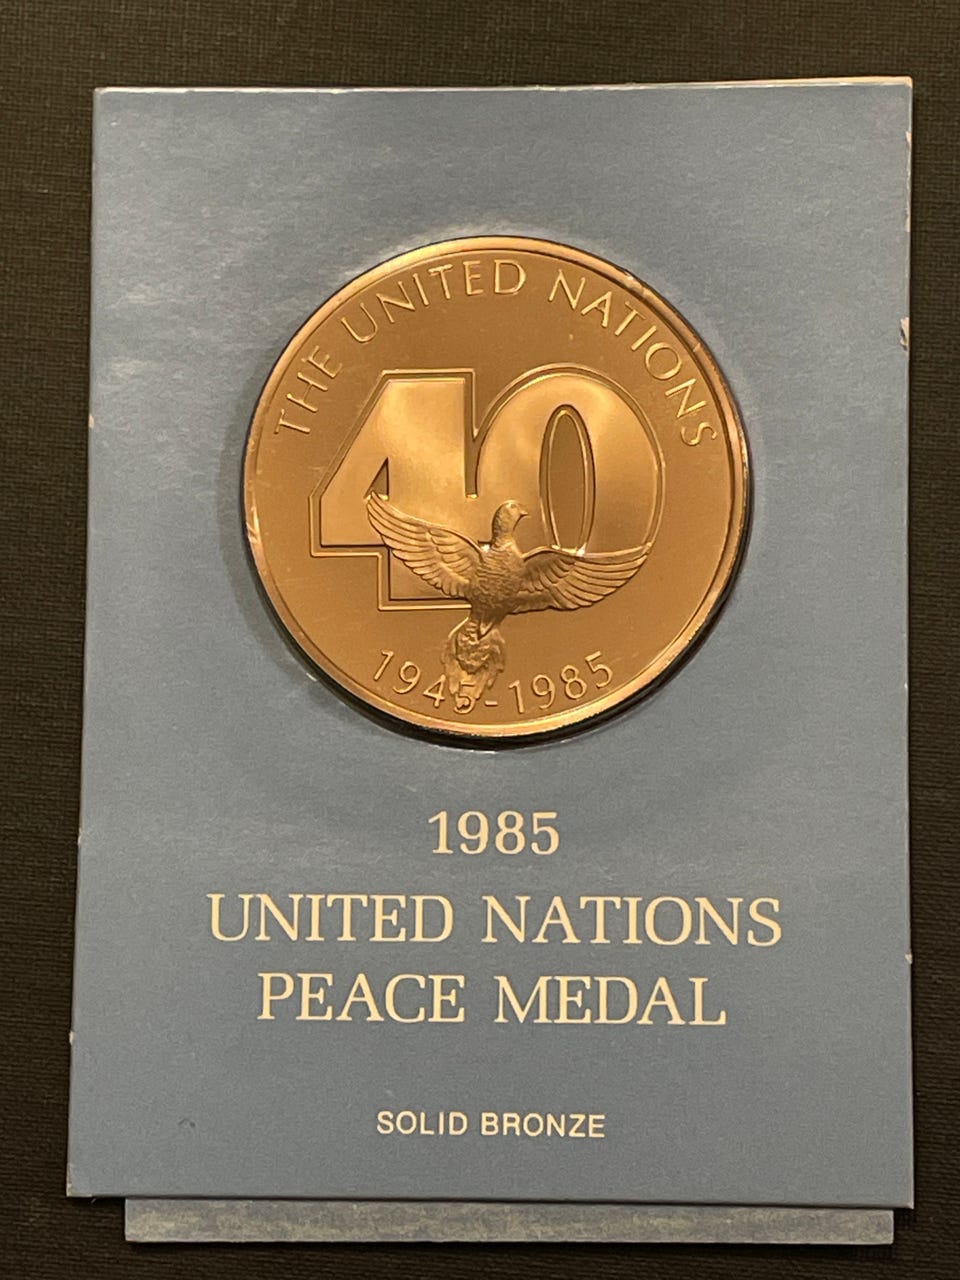 THE UNITED NATIONS
40
1945-1985
1985
UNITED NATIONS
PEACE MEDAL
SOLID BRONZE